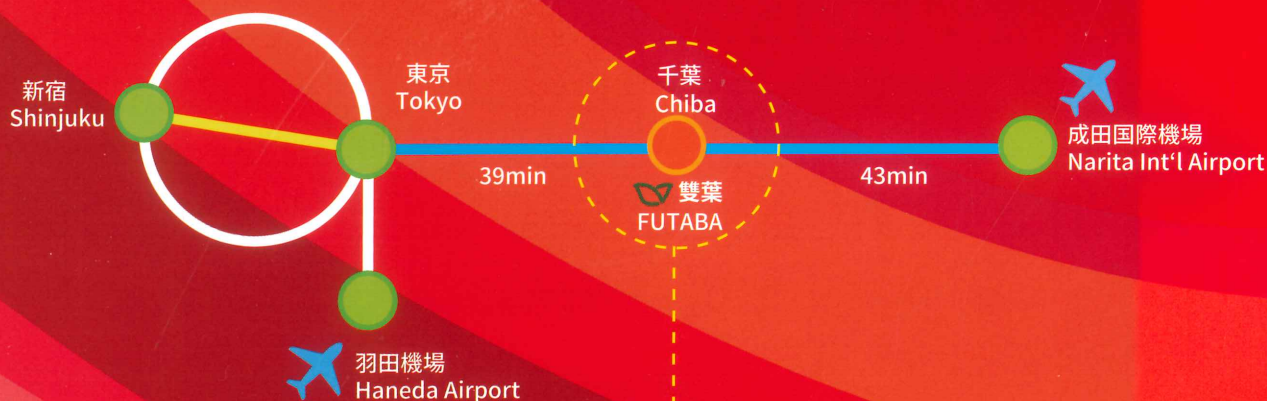 新宿
Shinjuku
東京
Tokyo
39min
千葉
Chiba
雙葉
FUTABA
43min
成田国際機場
Narita Int‘l Airport
羽田機場
Haneda Airport